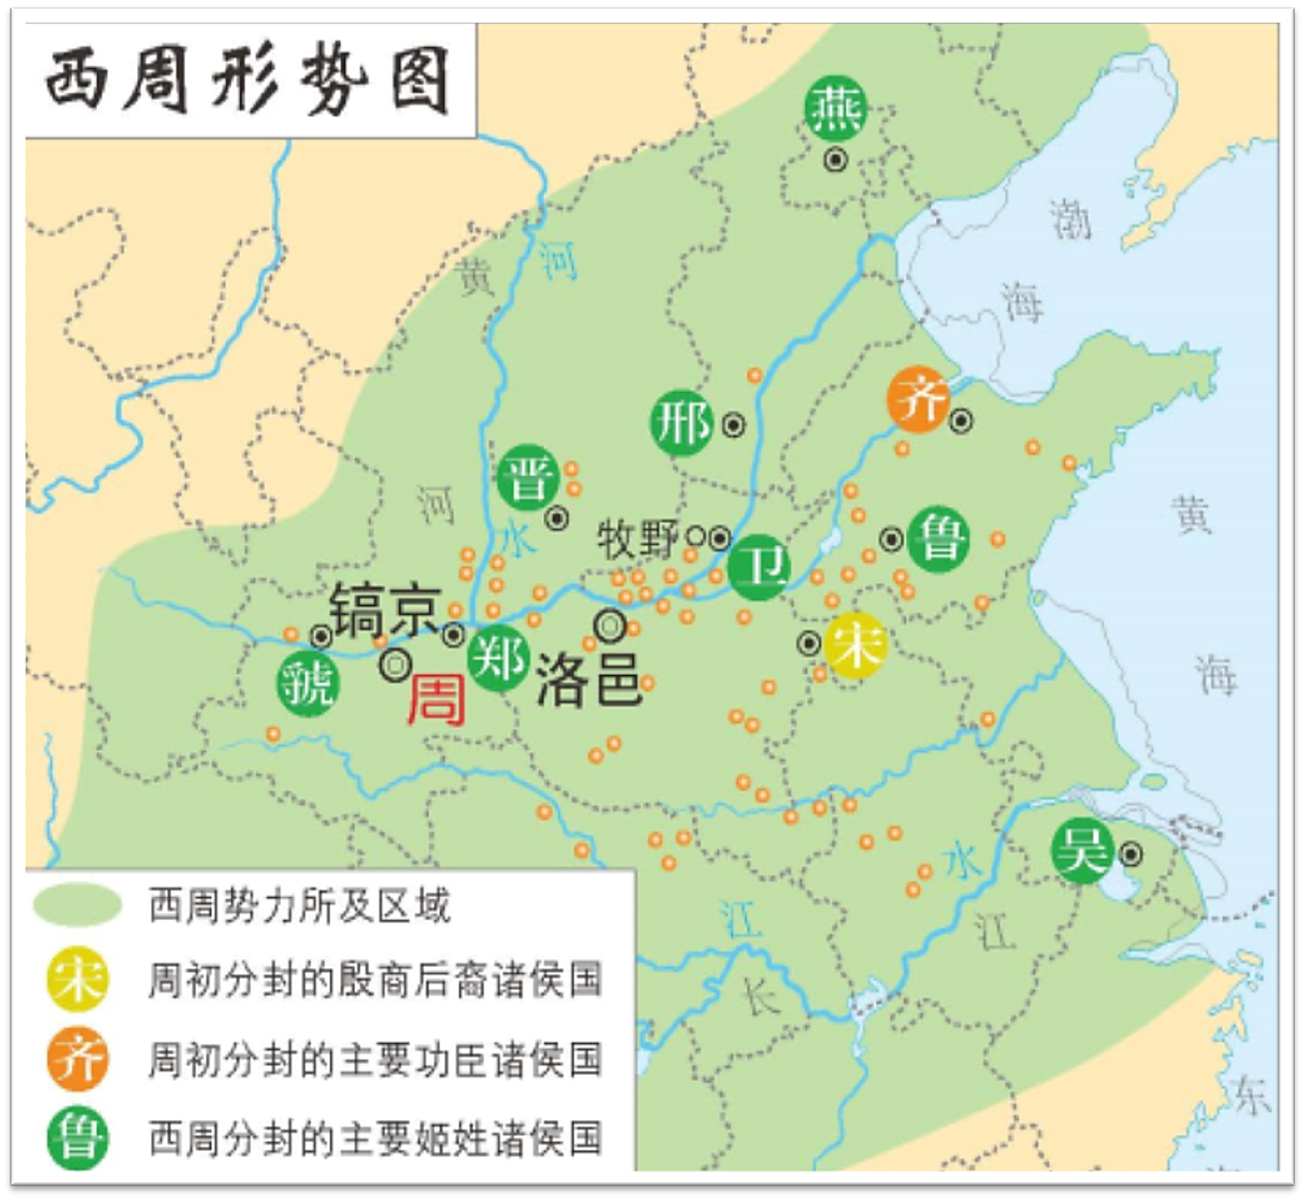 西周形势图
燕
渤
海
黄
河
齐
邢
晋
河
水
牧野
鲁
卫
黄
海
镐京
郑
洛邑
宋
虢
周
吴
水
江
江
长
东
西周势力所及区域
宋
周初分封的殷商后裔诸侯国
齐
周初分封的主要功臣诸侯国
鲁
西周分封的主要姬姓诸侯国